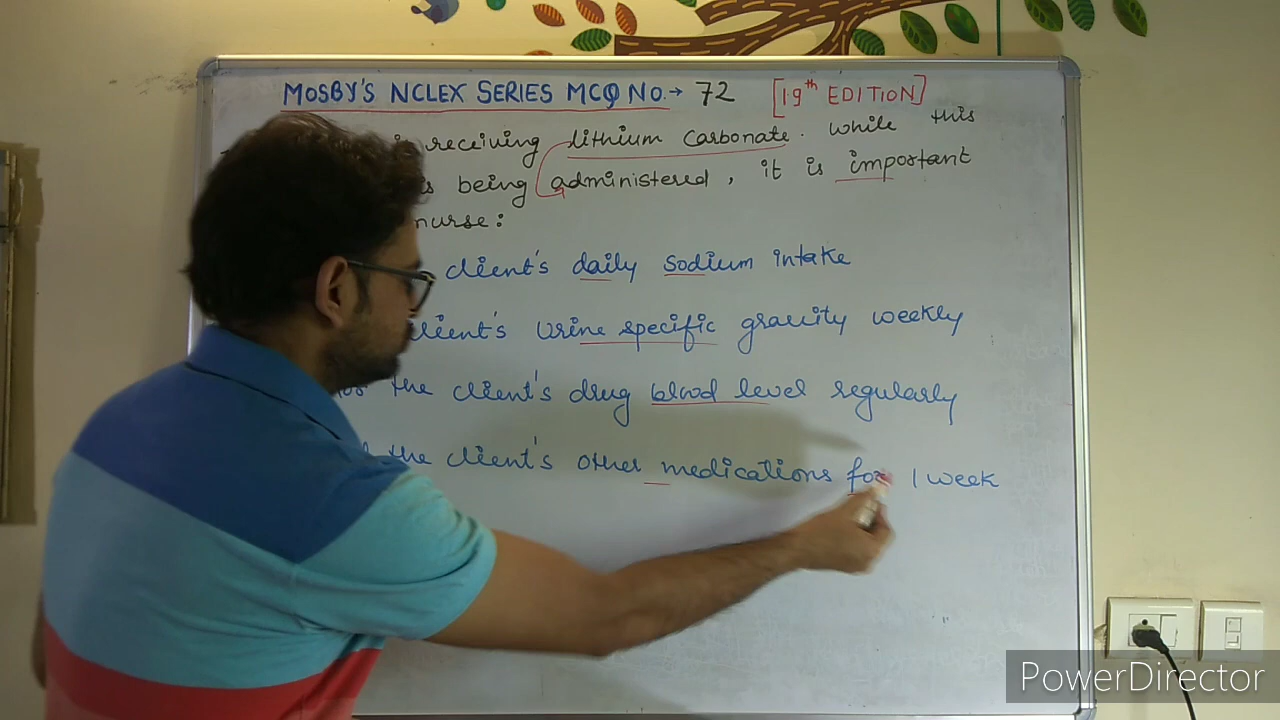 MOSBY'S NCLEX SERIES MCQ NO.→ 72 [19th EDITION]
receiving lithium carbonate. While this
being administered, it is important
nurse:
client's daily sodium intake
client's urine specific gravity weekly
the client's drug blood level regularly
the client's other medications for 1 week
PowerDirector